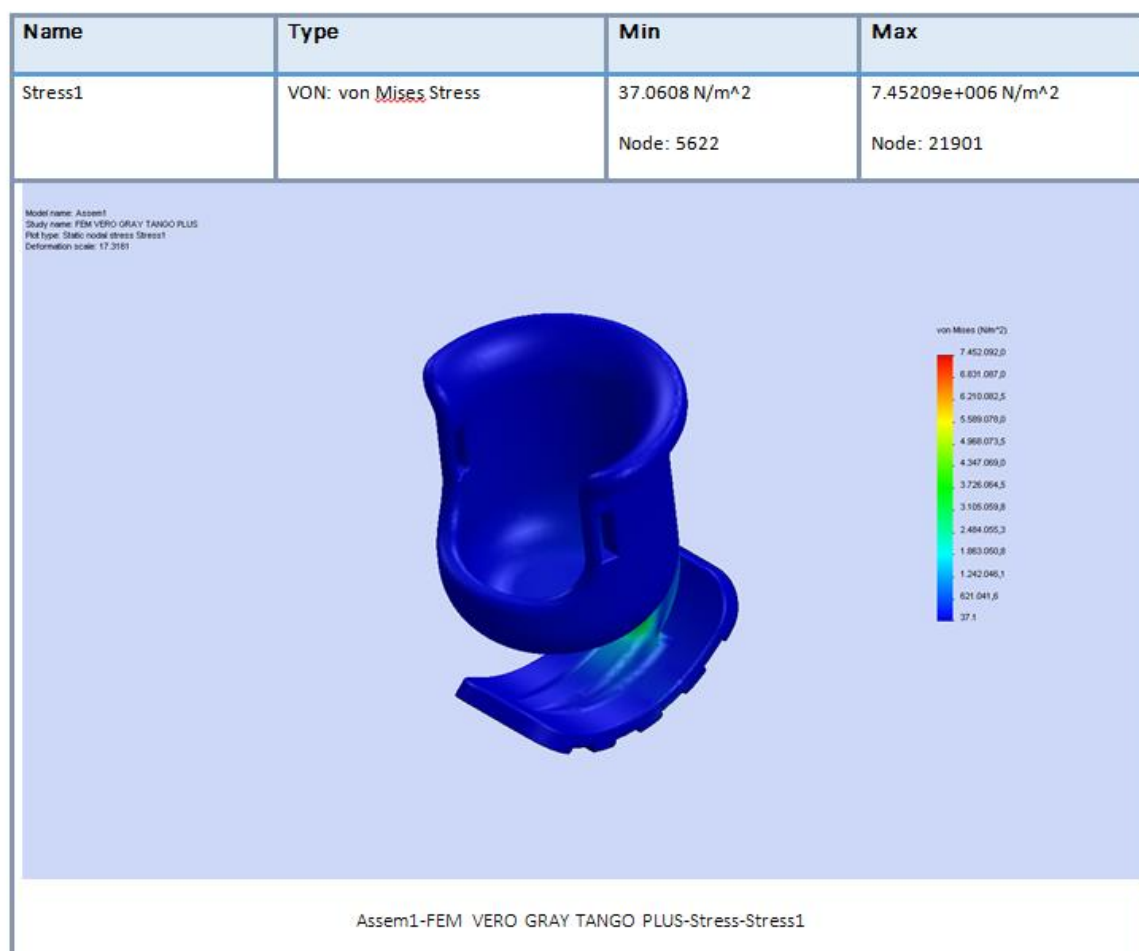 Name Type Min Max
Stress1 VON: von Mises Stress 37.0608 N/m^2 7.45209e+006 N/m^2
Node: 5622 Node: 21901
Model name: Assem1
Study name: FEM VERO GRAY TANGO PLUS
Plot type: Static nodal stress Stress1
Deformation scale: 17.3181
von Mises (N/m^2)
7.452.092,0
6.831.087,0
6.210.082,5
5.589.078,0
4.968.073,5
4.347.069,0
3.726.064,5
3.105.059,8
2.484.055,3
1.863.050,8
1.242.046,1
621.041,6
37.1
Assem1-FEM VERO GRAY TANGO PLUS-Stress-Stress1